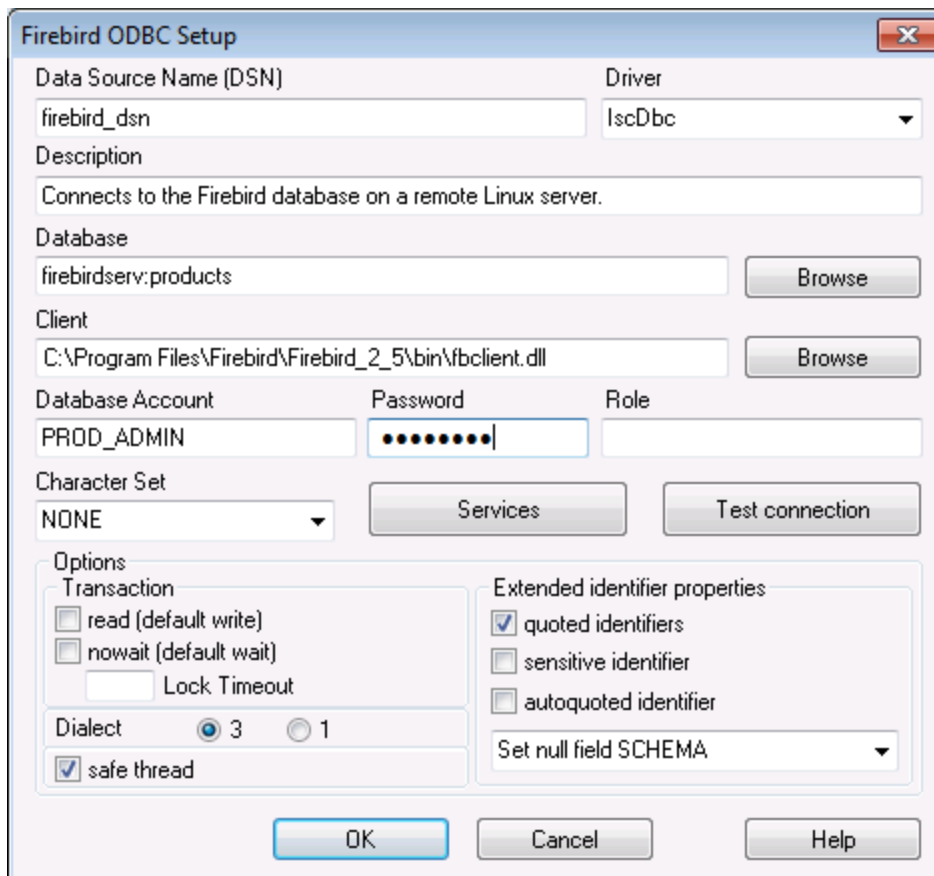 Firebird ODBC Setup
Data Source Name (DSN) Driver
firebird_dsn IscDbc
Description
Connects to the Firebird database on a remote Linux server.
Database
firebirdserv:products Browse
Client
C:\Program Files\Firebird\Firebird_2_5\bin\fbclient.dll Browse
Database Account Password Role
PROD_ADMIN ••••••••
Character Set
NONE Services Test connection
Options
Transaction Extended identifier properties
read (default write) quoted identifiers
nowait (default wait) sensitive identifier
Lock Timeout autoquoted identifier
Dialect 3 1
Set null field SCHEMA
safe thread
OK Cancel Help